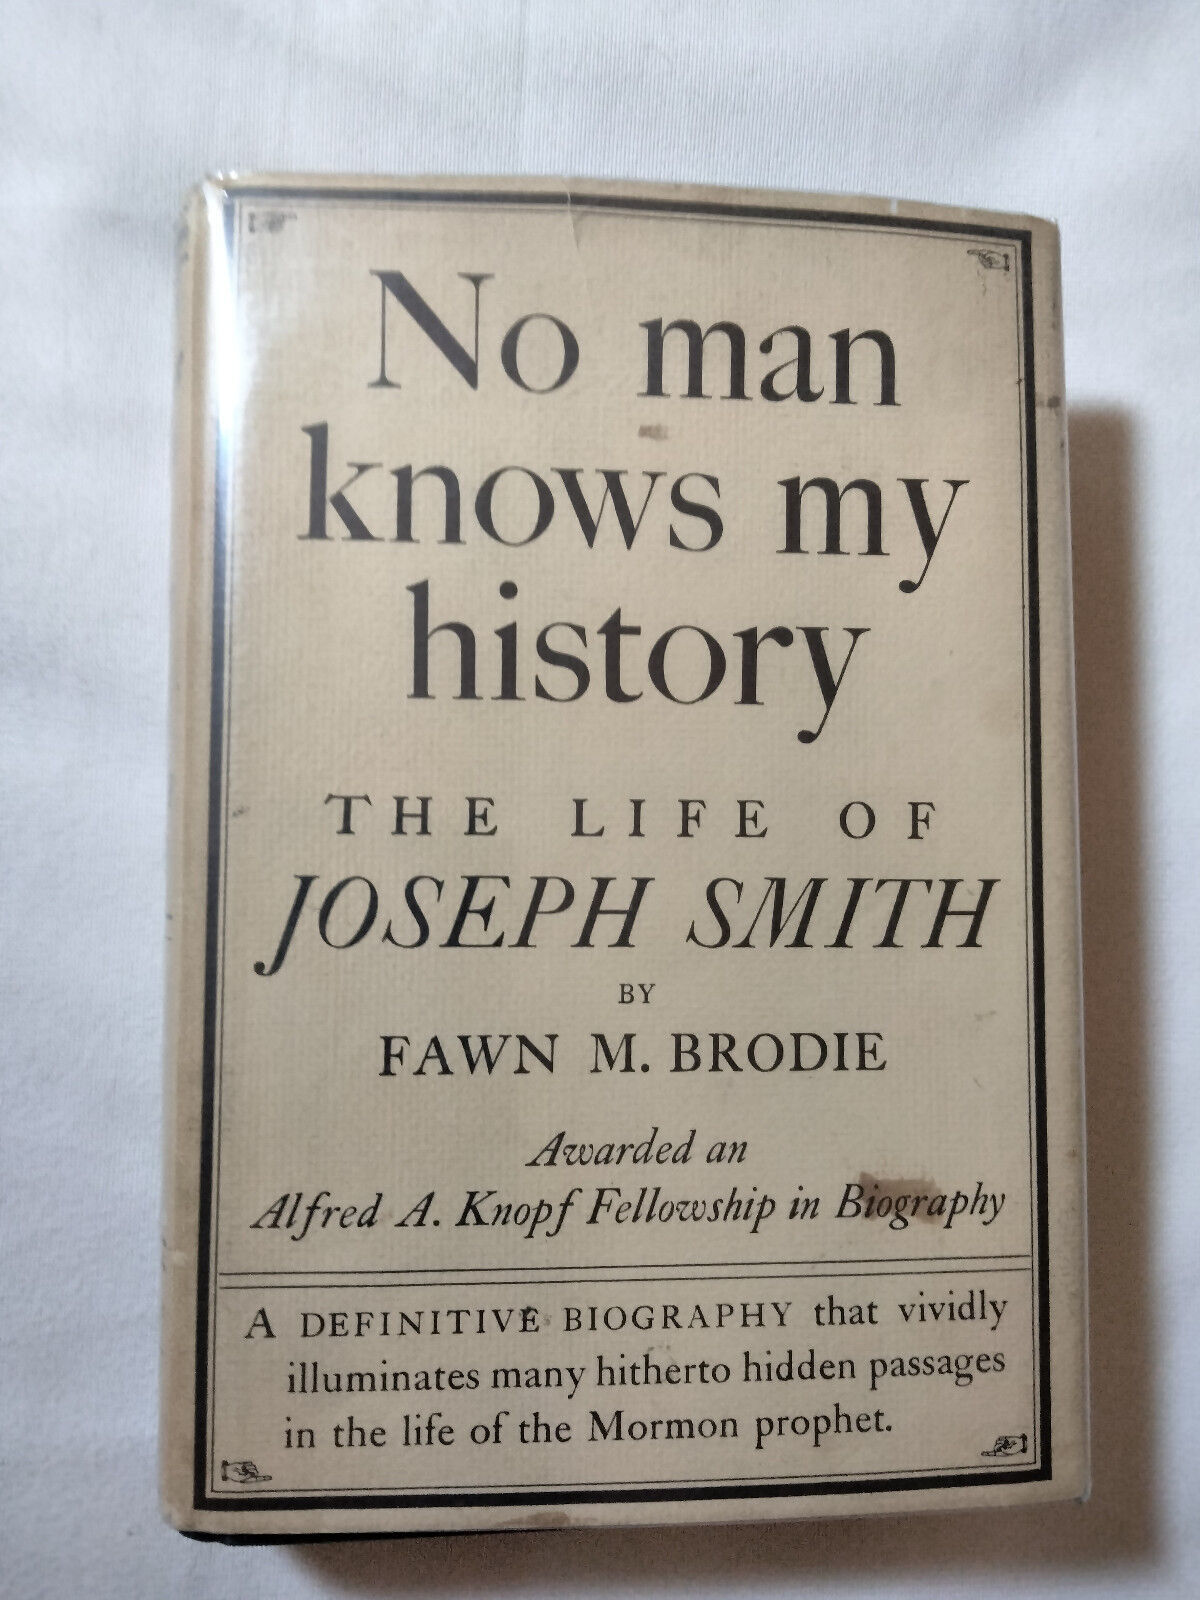 No man
knows my
history
THE LIFE OF
JOSEPH SMITH
BY
FAWN M. BRODIE
Awarded an
Alfred A. Knopf Fellowship in Biography
A DEFINITIVE BIOGRAPHY that vividly
illuminates many hitherto hidden passages
in the life of the Mormon prophet.